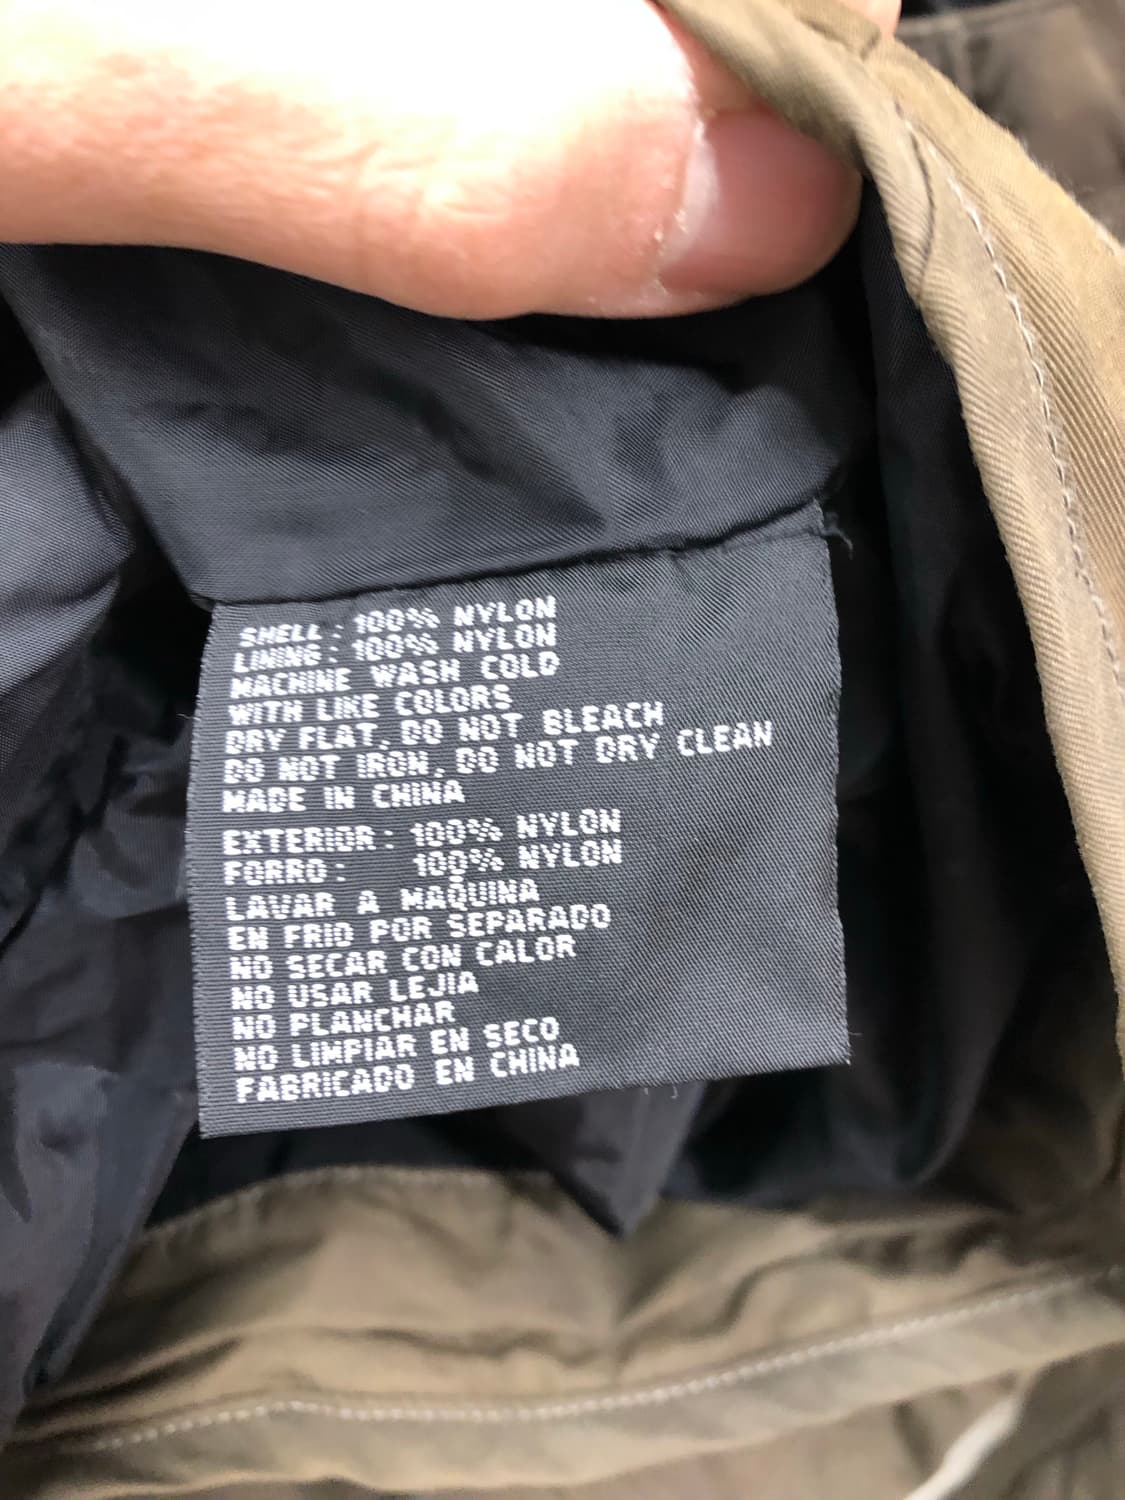 SHELL: 100% NYLON
LINING: 100% NYLON
MACHINE WASH COLD
WITH LIKE COLORS
DRY FLAT, DO NOT BLEACH
DO NOT IRON, DO NOT DRY CLEAN
MADE IN CHINA
EXTERIOR: 100% NYLON
FORRO: 100% NYLON
LAVAR A MAQUINA
EN FRIO POR SEPARADO
NO SECAR CON CALOR
NO USAR LEJIA
NO PLANCHAR
NO LIMPIAR EN SECO
FABRICADO EN CHINA